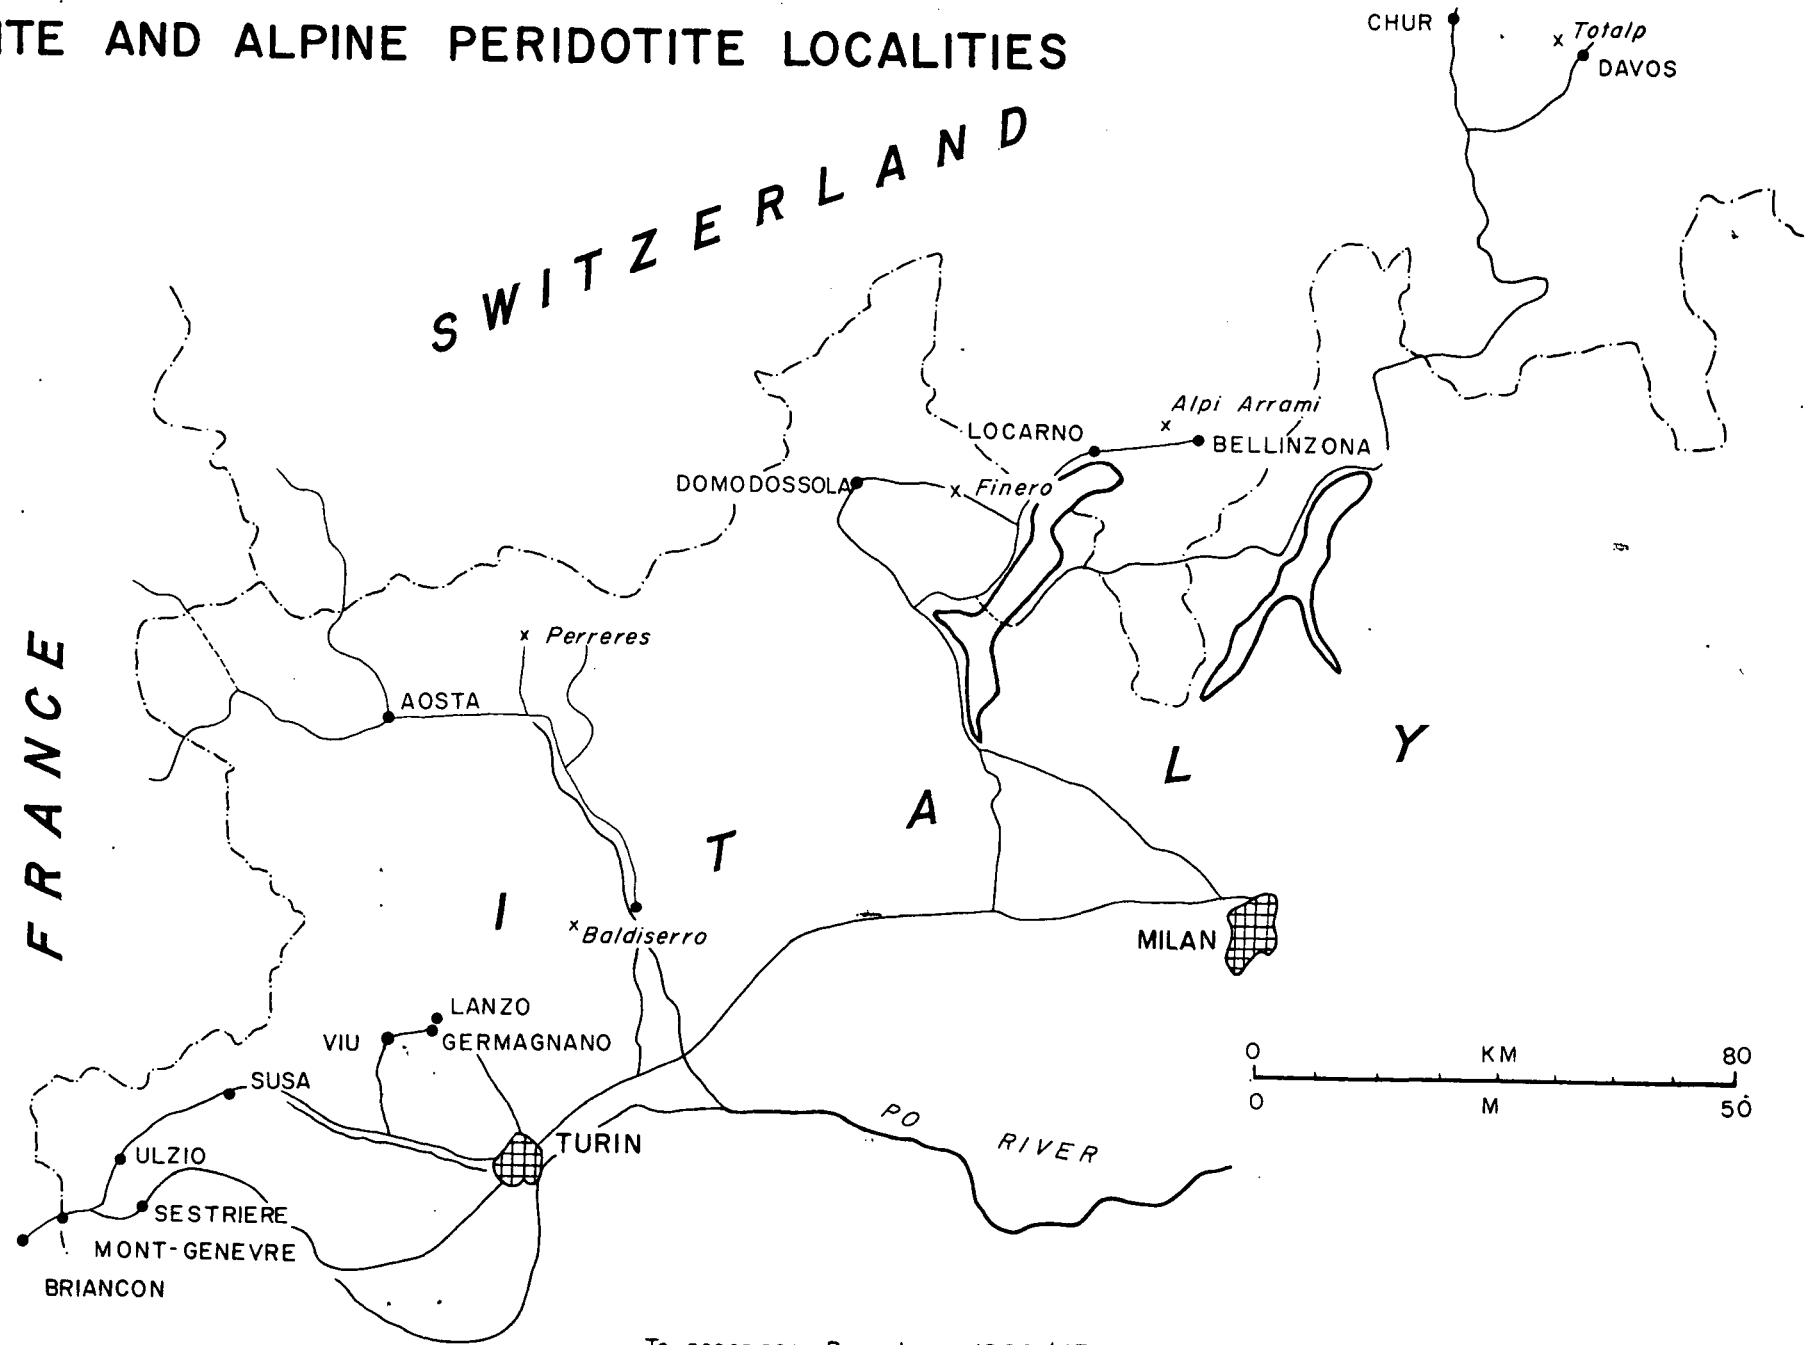 AND ALPINE PERIDOTITE LOCALITIES
CHUR
Totalp
DAVOS
SWITZERLAND
Alpi Arrami
LOCARNO
BELLINZONA
DOMODOSSOLA
Finero
FRANCE
Perreres
AOSTA
ITALY
Baldiserro
MILAN
LANZO
VIU
GERMAGNANO
0 KM 80
0 M 50
SUSA
PO RIVER
TURIN
ULZIO
SESTRIERE
MONT-GENEVRE
BRIANCON